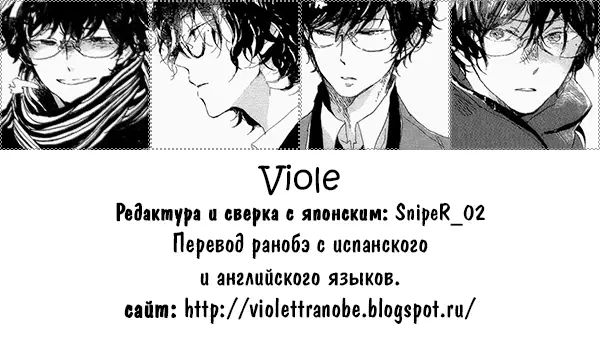 Viole
Редактура и сверка с японским: SnipeR_02
Перевод ранобэ с испанского
и английского языков.
сайт: http://violettranobe.blogspot.ru/